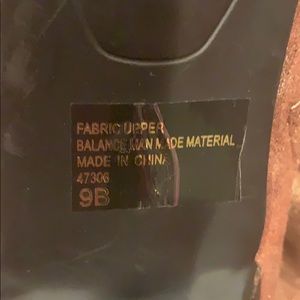 FABRIC UPPER
BALANCE MAN MADE MATERIAL
MADE IN CHINA
47306
9B